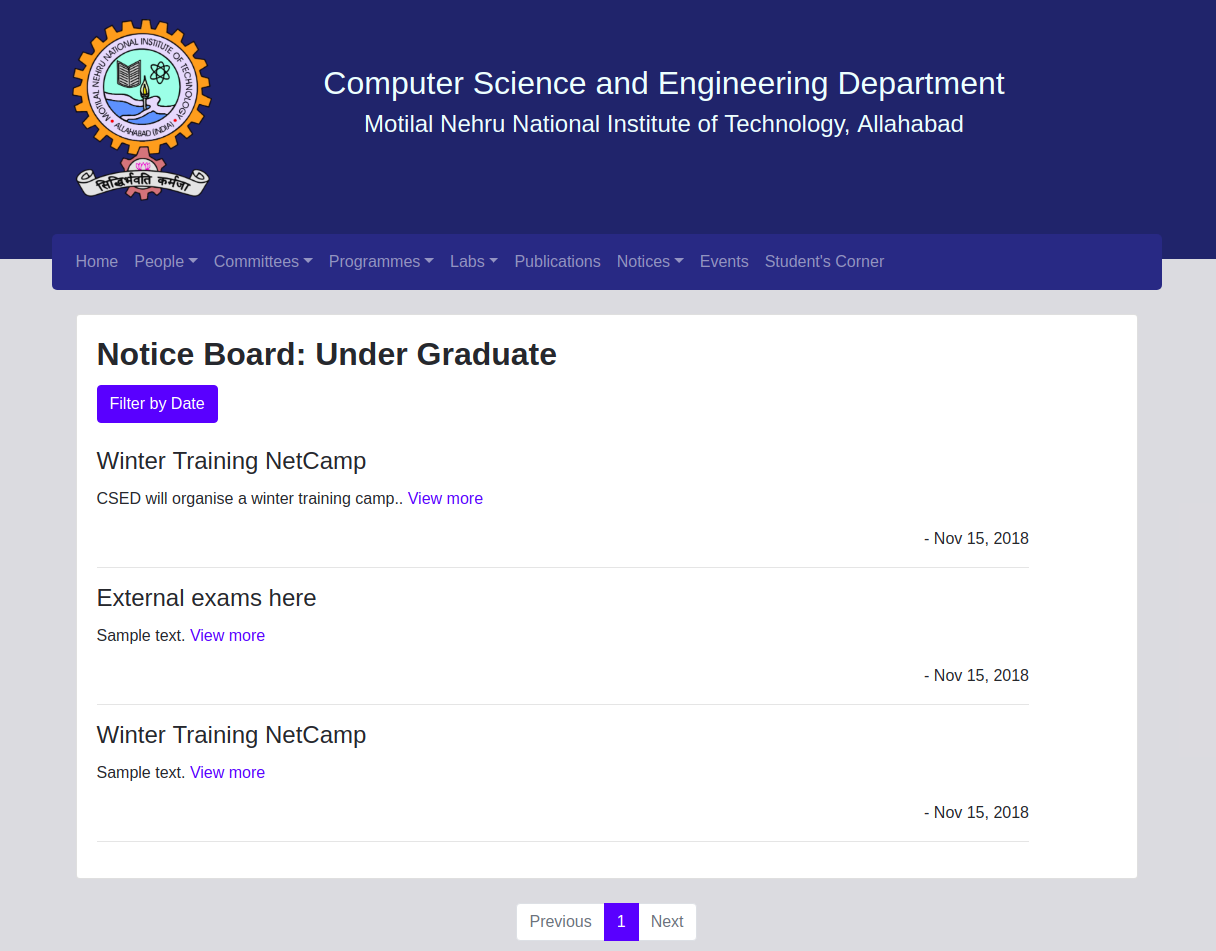 MOTILAL NEHRU NATIONAL INSTITUTE OF TECHNOLOGY
ALLAHABAD (INDIA)
सिद्धिर्भवति कर्मजा
Computer Science and Engineering Department
Motilal Nehru National Institute of Technology, Allahabad
Home People Committees Programmes Labs Publications Notices Events Student's Corner
Notice Board: Under Graduate
Filter by Date
Winter Training NetCamp
CSED will organise a winter training camp.. View more
- Nov 15, 2018
External exams here
Sample text. View more
- Nov 15, 2018
Winter Training NetCamp
Sample text. View more
- Nov 15, 2018
Previous 1 Next